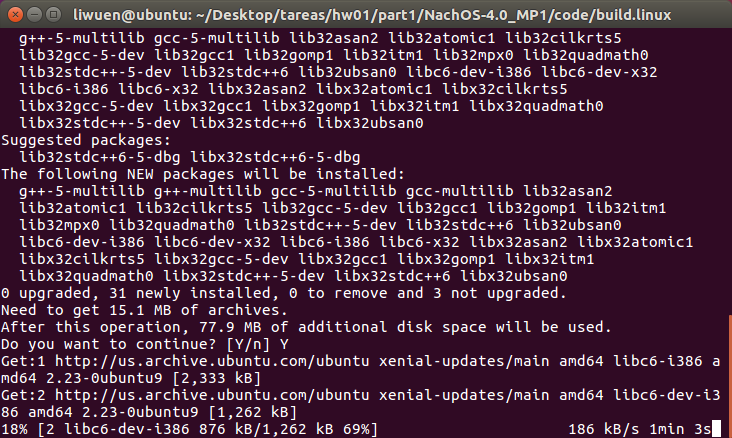 liwuen@ubuntu: ~/Desktop/tareas/hw01/part1/NachOS-4.0_MP1/code/build.linux
g++-5-multilib gcc-5-multilib lib32asan2 lib32atomic1 lib32cilkrts5
lib32gcc-5-dev lib32gcc1 lib32gomp1 lib32itm1 lib32mpx0 lib32quadmath0
lib32stdc++-5-dev lib32stdc++6 lib32ubsan0 libc6-dev-i386 libc6-dev-x32
libc6-i386 libc6-x32 libx32asan2 libx32atomic1 libx32cilkrts5
libx32gcc-5-dev libx32gcc1 libx32gomp1 libx32itm1 libx32quadmath0
libx32stdc++-5-dev libx32stdc++6 libx32ubsan0
Suggested packages:
lib32stdc++6-5-dbg libx32stdc++6-5-dbg
The following NEW packages will be installed:
g++-5-multilib g++-multilib gcc-5-multilib gcc-multilib lib32asan2
lib32atomic1 lib32cilkrts5 lib32gcc-5-dev lib32gcc1 lib32gomp1 lib32itm1
lib32mpx0 lib32quadmath0 lib32stdc++-5-dev lib32stdc++6 lib32ubsan0
libc6-dev-i386 libc6-dev-x32 libc6-i386 libc6-x32 libx32asan2 libx32atomic1
libx32cilkrts5 libx32gcc-5-dev libx32gcc1 libx32gomp1 libx32itm1
libx32quadmath0 libx32stdc++-5-dev libx32stdc++6 libx32ubsan0
0 upgraded, 31 newly installed, 0 to remove and 3 not upgraded.
Need to get 15.1 MB of archives.
After this operation, 77.9 MB of additional disk space will be used.
Do you want to continue? [Y/n] Y
Get:1 http://us.archive.ubuntu.com/ubuntu xenial-updates/main amd64 libc6-i386 a
md64 2.23-0ubuntu9 [2,333 kB]
Get:2 http://us.archive.ubuntu.com/ubuntu xenial-updates/main amd64 libc6-dev-i3
86 amd64 2.23-0ubuntu9 [1,262 kB]
18% [2 libc6-dev-i386 876 kB/1,262 kB 69%] 186 kB/s 1min 3s